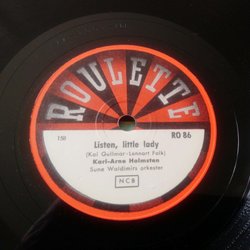 ROULETTE
Listen, little lady
(Kai Gullmar-Lennart Falk)
Karl-Arne Holmsten
Sune Waldimirs orkester
NCB
RO 86